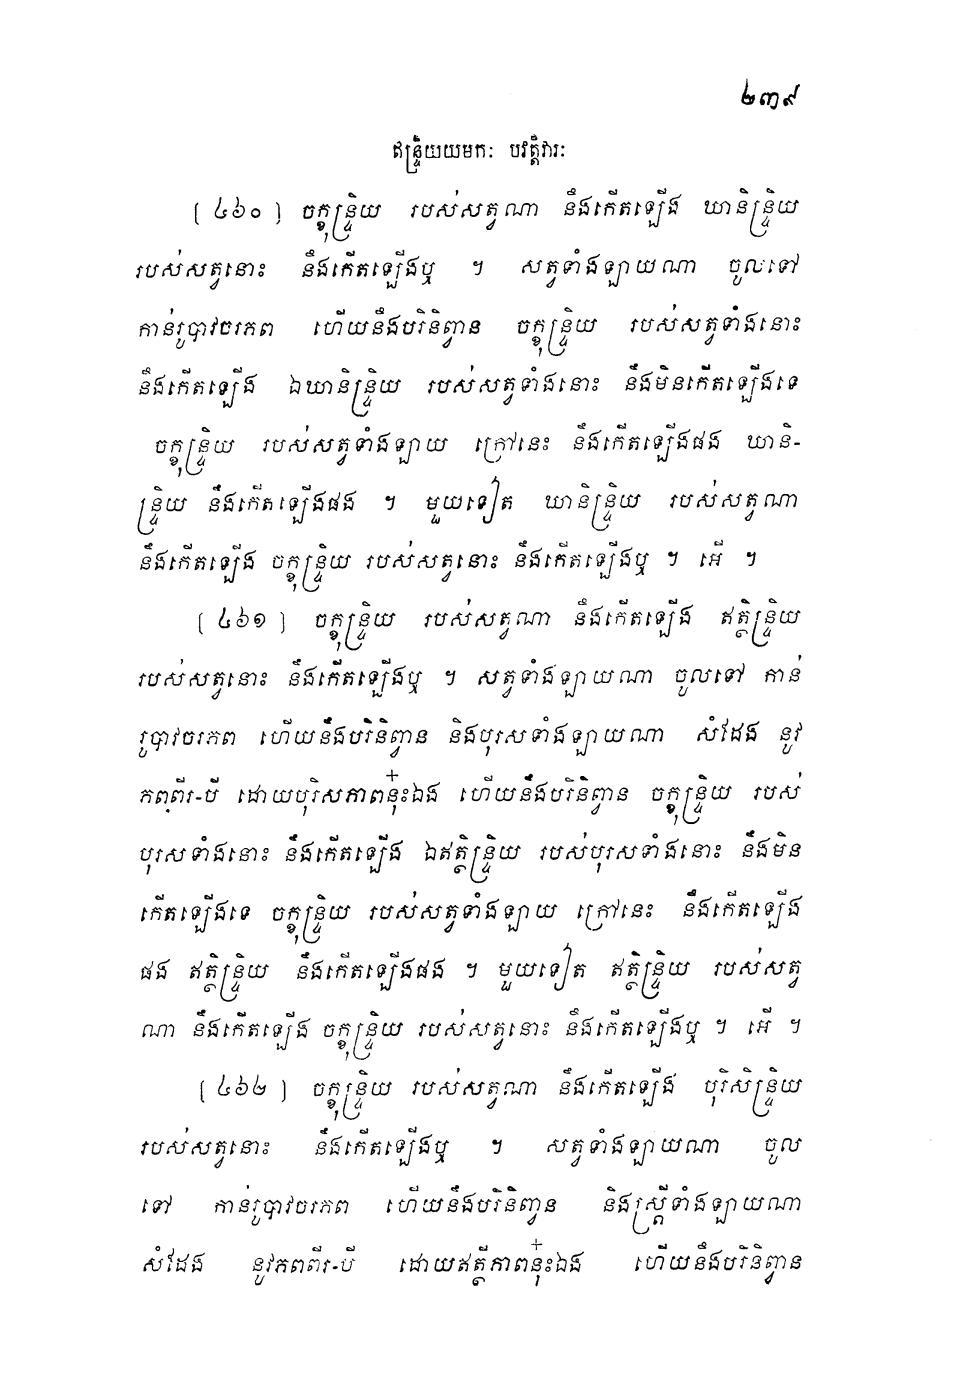 ២៣៩
ឥន្ទ្រិយយមកៈ បវត្តិវារៈ
[ ៤៦០ ] ចក្ខុន្ទ្រិយ របស់សត្វណា នឹងកើតឡើង ឃានិន្ទ្រិយ
របស់សត្វនោះ នឹងកើតឡើងឬ ។ សត្វទាំងឡាយណា ចូលទៅ
កាន់រូបាវចរភព ហើយនឹងបរិនិព្វាន ចក្ខុន្ទ្រិយ របស់សត្វទាំងនោះ
នឹងកើតឡើង ឯឃានិន្ទ្រិយ របស់សត្វទាំងនោះ នឹងមិនកើតឡើងទេ
ចក្ខុន្ទ្រិយ របស់សត្វទាំងឡាយ ក្រៅនេះ នឹងកើតឡើងផង ឃានិ-
ន្ទ្រិយ នឹងកើតឡើងផង ។ មួយទៀត ឃានិន្ទ្រិយ របស់សត្វណា
នឹងកើតឡើង ចក្ខុន្ទ្រិយ របស់សត្វនោះ នឹងកើតឡើងឬ ។ អើ ។
[ ៤៦១ ] ចក្ខុន្ទ្រិយ របស់សត្វណា នឹងកើតឡើង ឥត្ថិន្ទ្រិយ
របស់សត្វនោះ នឹងកើតឡើងឬ ។ សត្វទាំងឡាយណា ចូលទៅ កាន់
រូបាវចរភព ហើយនឹងបរិនិព្វាន និងបុរសទាំងឡាយណា សំដែង នូវ
ភពពីរ-បី ដោយបុរិសភាពនុ៎ះឯង ហើយនឹងបរិនិព្វាន ចក្ខុន្ទ្រិយ របស់
បុរសទាំងនោះ នឹងកើតឡើង ឯឥត្ថិន្ទ្រិយ របស់បុរសទាំងនោះ នឹងមិន
កើតឡើងទេ ចក្ខុន្ទ្រិយ របស់សត្វទាំងឡាយ ក្រៅនេះ នឹងកើតឡើង
ផង ឥត្ថិន្ទ្រិយ នឹងកើតឡើងផង ។ មួយទៀត ឥត្ថិន្ទ្រិយ របស់សត្វ
ណា នឹងកើតឡើង ចក្ខុន្ទ្រិយ របស់សត្វនោះ នឹងកើតឡើងឬ ។ អើ ។
[ ៤៦២ ] ចក្ខុន្ទ្រិយ របស់សត្វណា នឹងកើតឡើង បុរិសិន្ទ្រិយ
របស់សត្វនោះ នឹងកើតឡើងឬ ។ សត្វទាំងឡាយណា ចូល
ទៅ កាន់រូបាវចរភព ហើយនឹងបរិនិព្វាន និងស្ត្រីទាំងឡាយណា
សំដែង នូវភពពីរ-បី ដោយឥត្ថីភាពនុ៎ះឯង ហើយនឹងបរិនិព្វាន